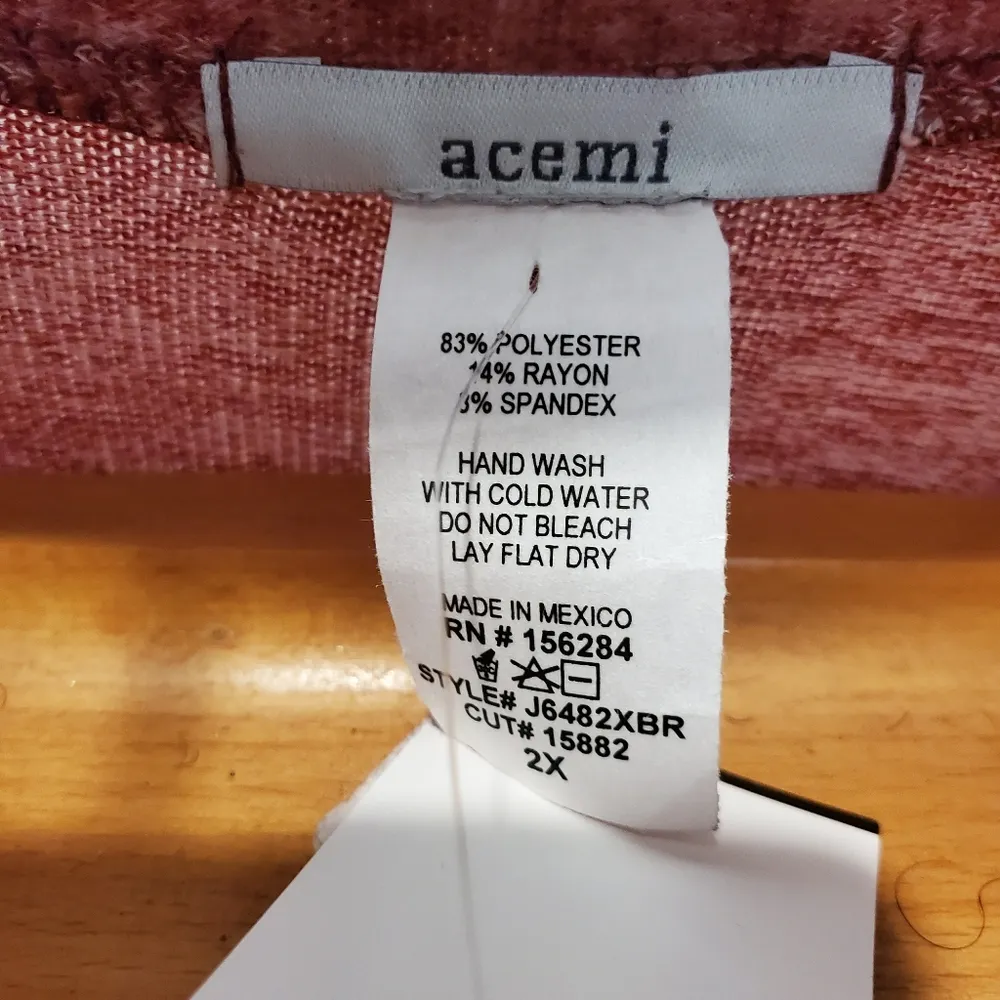 acemi
83% POLYESTER
14% RAYON
3% SPANDEX
HAND WASH
WITH COLD WATER
DO NOT BLEACH
LAY FLAT DRY
MADE IN MEXICO
RN # 156284
STYLE# J6482XBR
CUT# 15882
2X